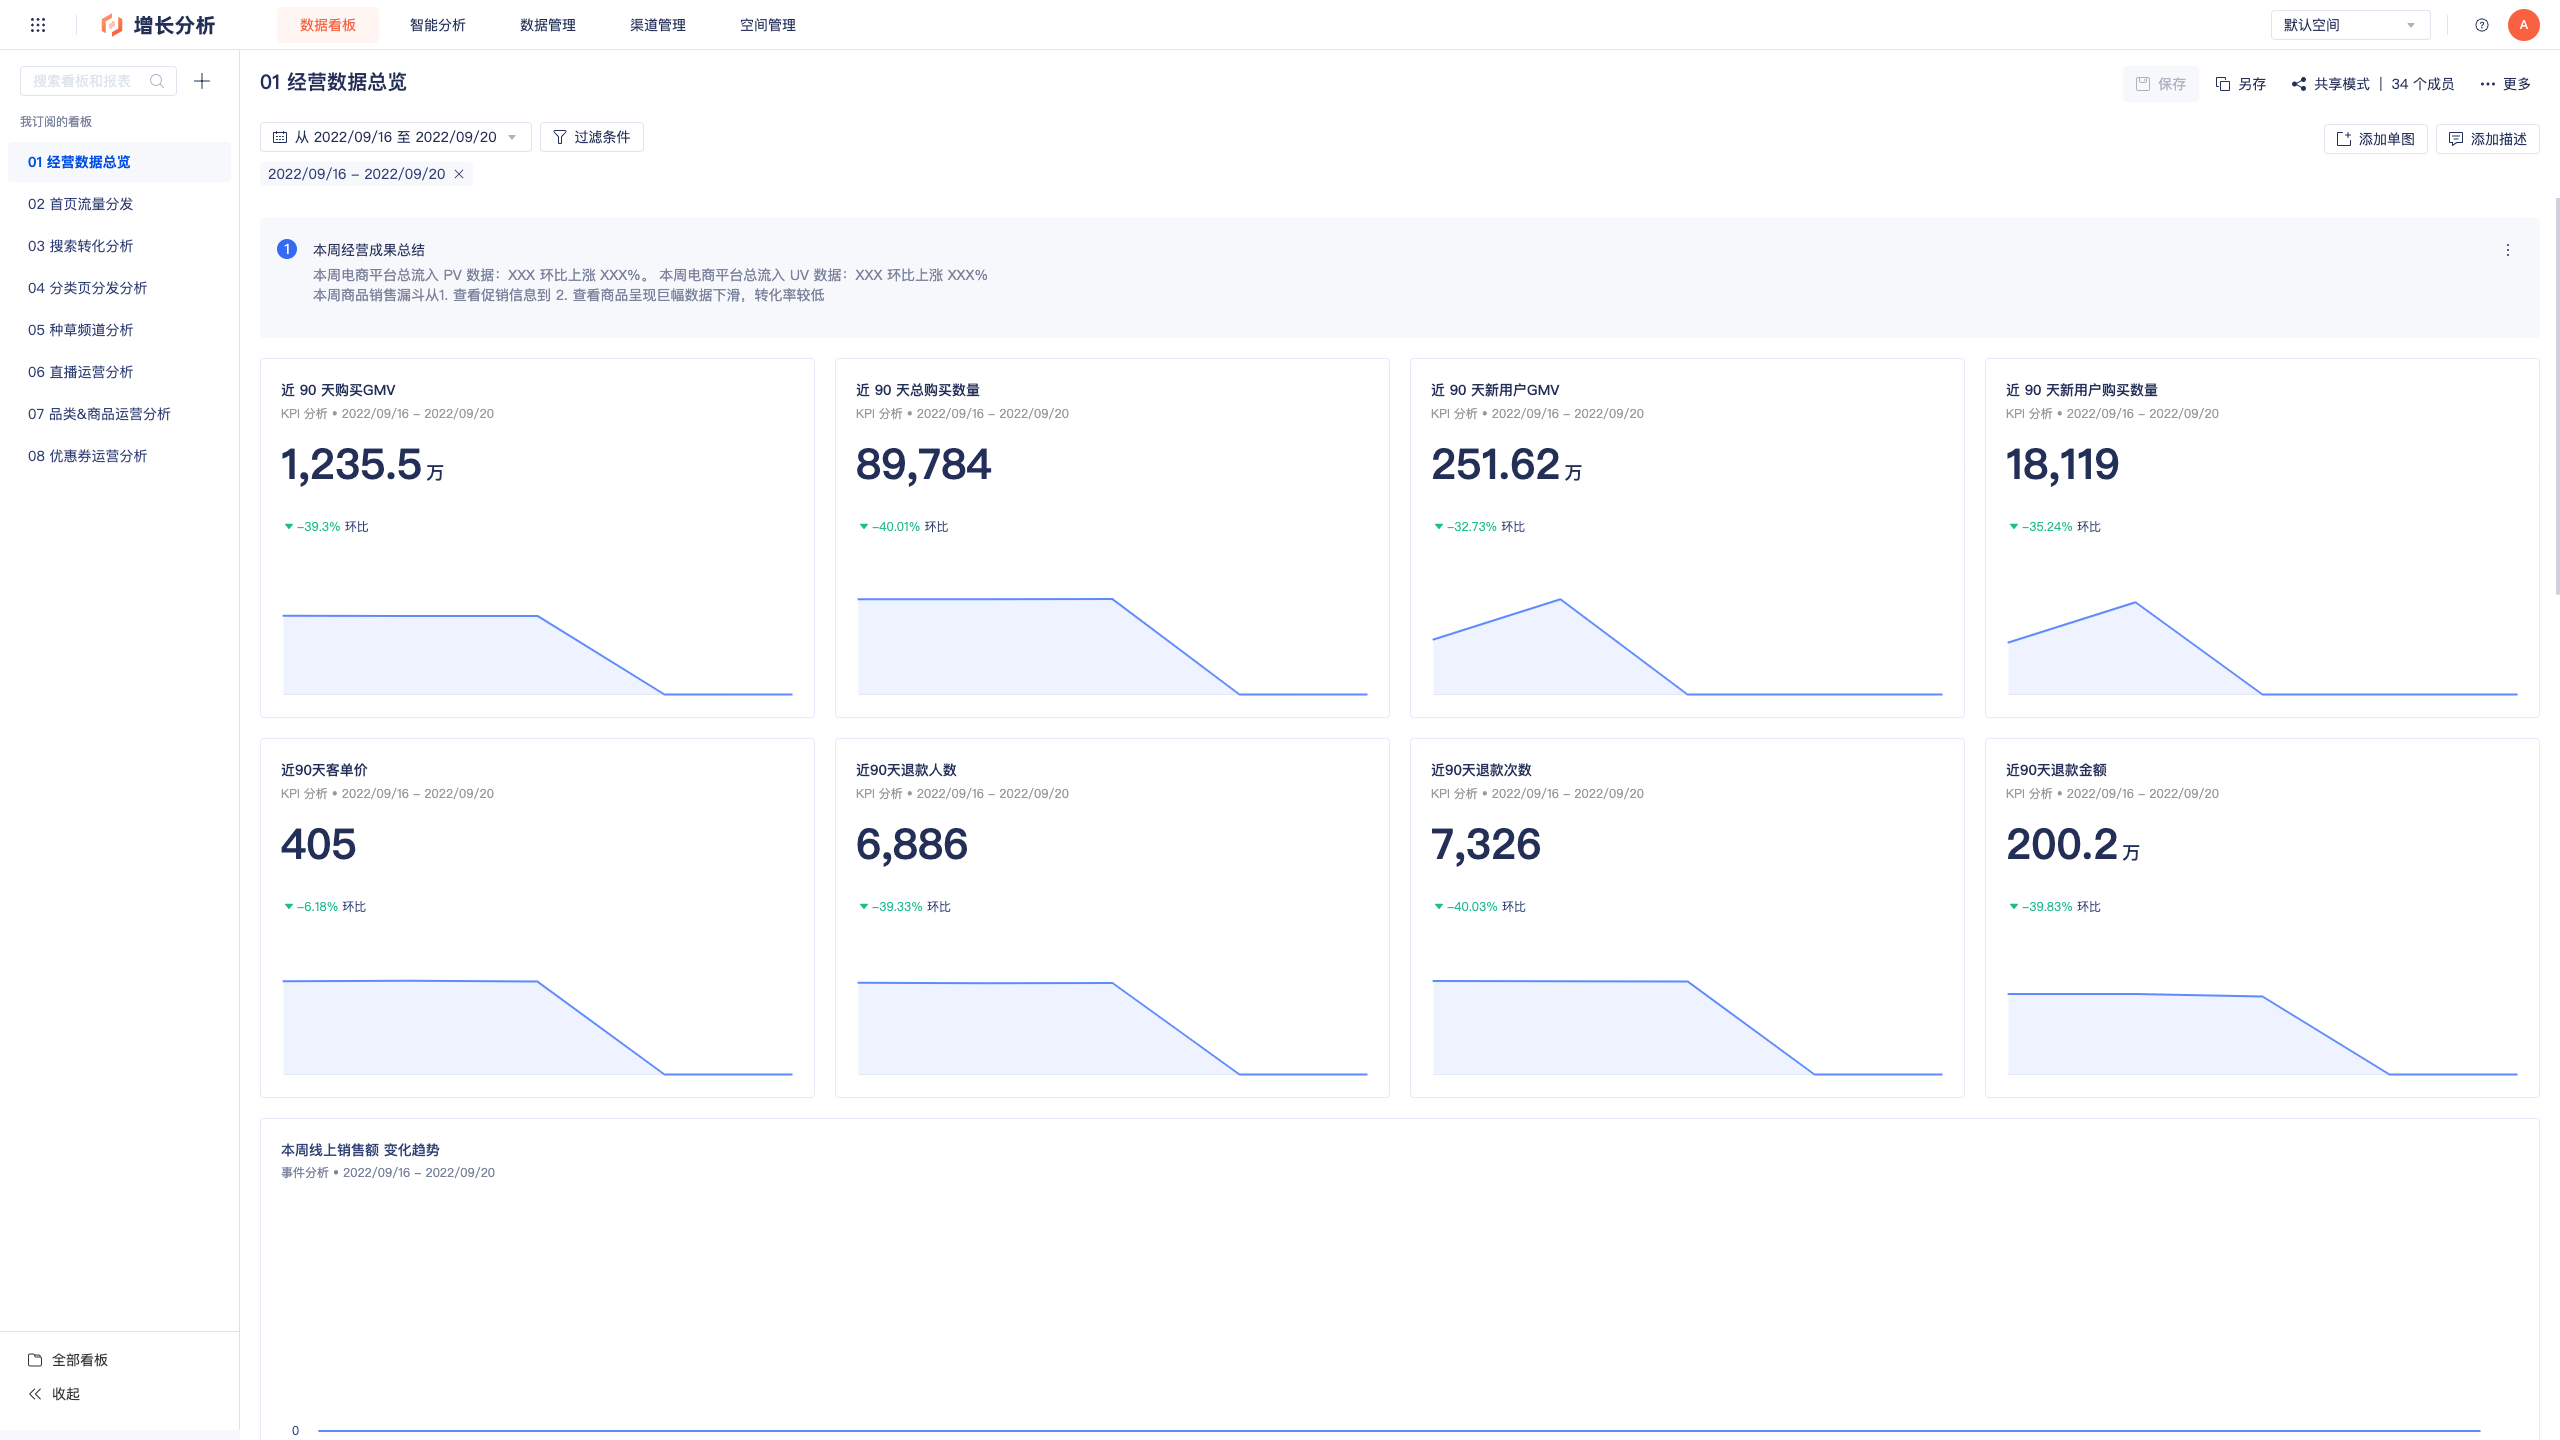 增长分析
数据看板
智能分析
数据管理
渠道管理
空间管理
默认空间
A
搜索看板和报表
我订阅的看板
01 经营数据总览
02 首页流量分发
03 搜索转化分析
04 分类页分发分析
05 种草频道分析
06 直播运营分析
07 品类&商品运营分析
08 优惠券运营分析
全部看板
收起
01 经营数据总览
保存
另存
共享模式 | 34 个成员
更多
从 2022/09/16 至 2022/09/20
过滤条件
添加单图
添加描述
2022/09/16 – 2022/09/20
1
本周经营成果总结
本周电商平台总流入 PV 数据：XXX 环比上涨 XXX%。 本周电商平台总流入 UV 数据：XXX 环比上涨 XXX%
本周商品销售漏斗从1. 查看促销信息到 2. 查看商品呈现巨幅数据下滑，转化率较低
近 90 天购买GMV
KPI 分析 • 2022/09/16 – 2022/09/20
1,235.5 万
–39.3% 环比
近 90 天总购买数量
KPI 分析 • 2022/09/16 – 2022/09/20
89,784
–40.01% 环比
近 90 天新用户GMV
KPI 分析 • 2022/09/16 – 2022/09/20
251.62 万
–32.73% 环比
近 90 天新用户购买数量
KPI 分析 • 2022/09/16 – 2022/09/20
18,119
–35.24% 环比
近90天客单价
KPI 分析 • 2022/09/16 – 2022/09/20
405
–6.18% 环比
近90天退款人数
KPI 分析 • 2022/09/16 – 2022/09/20
6,886
–39.33% 环比
近90天退款次数
KPI 分析 • 2022/09/16 – 2022/09/20
7,326
–40.03% 环比
近90天退款金额
KPI 分析 • 2022/09/16 – 2022/09/20
200.2 万
–39.83% 环比
本周线上销售额 变化趋势
事件分析 • 2022/09/16 – 2022/09/20
0